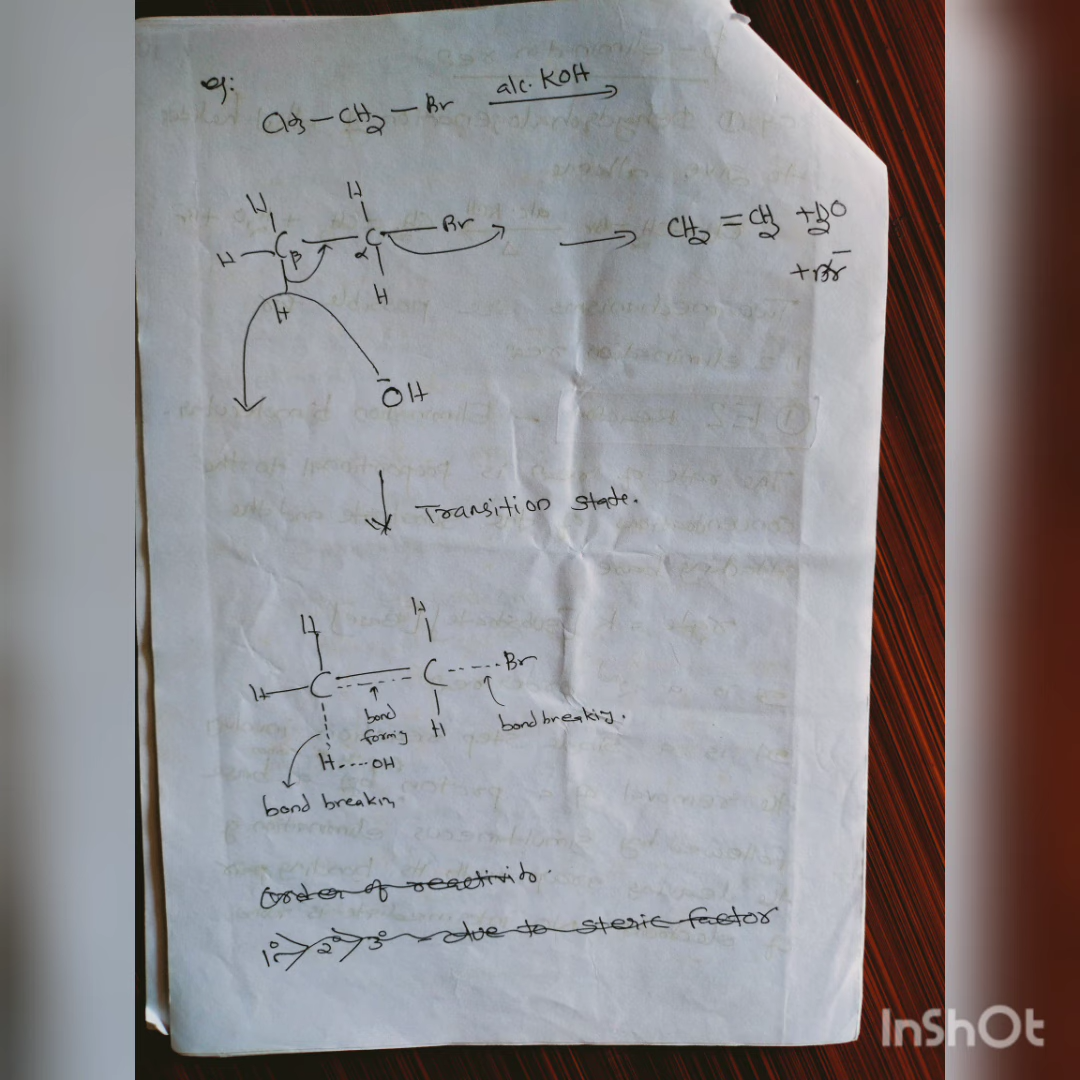 eg:
CH3 – CH2 – Br alc. KOH
H H
H – C β – C α – Br
H H
CH2 = CH2 + H2O
+ Br⁻
⁻OH
Transition state.
H H
H – C = C ---- Br
bond forming
H
bond breaking.
H ---- OH
bond breaking
Order of reactivity.
1° > 2° > 3° – due to steric factor
InShOt